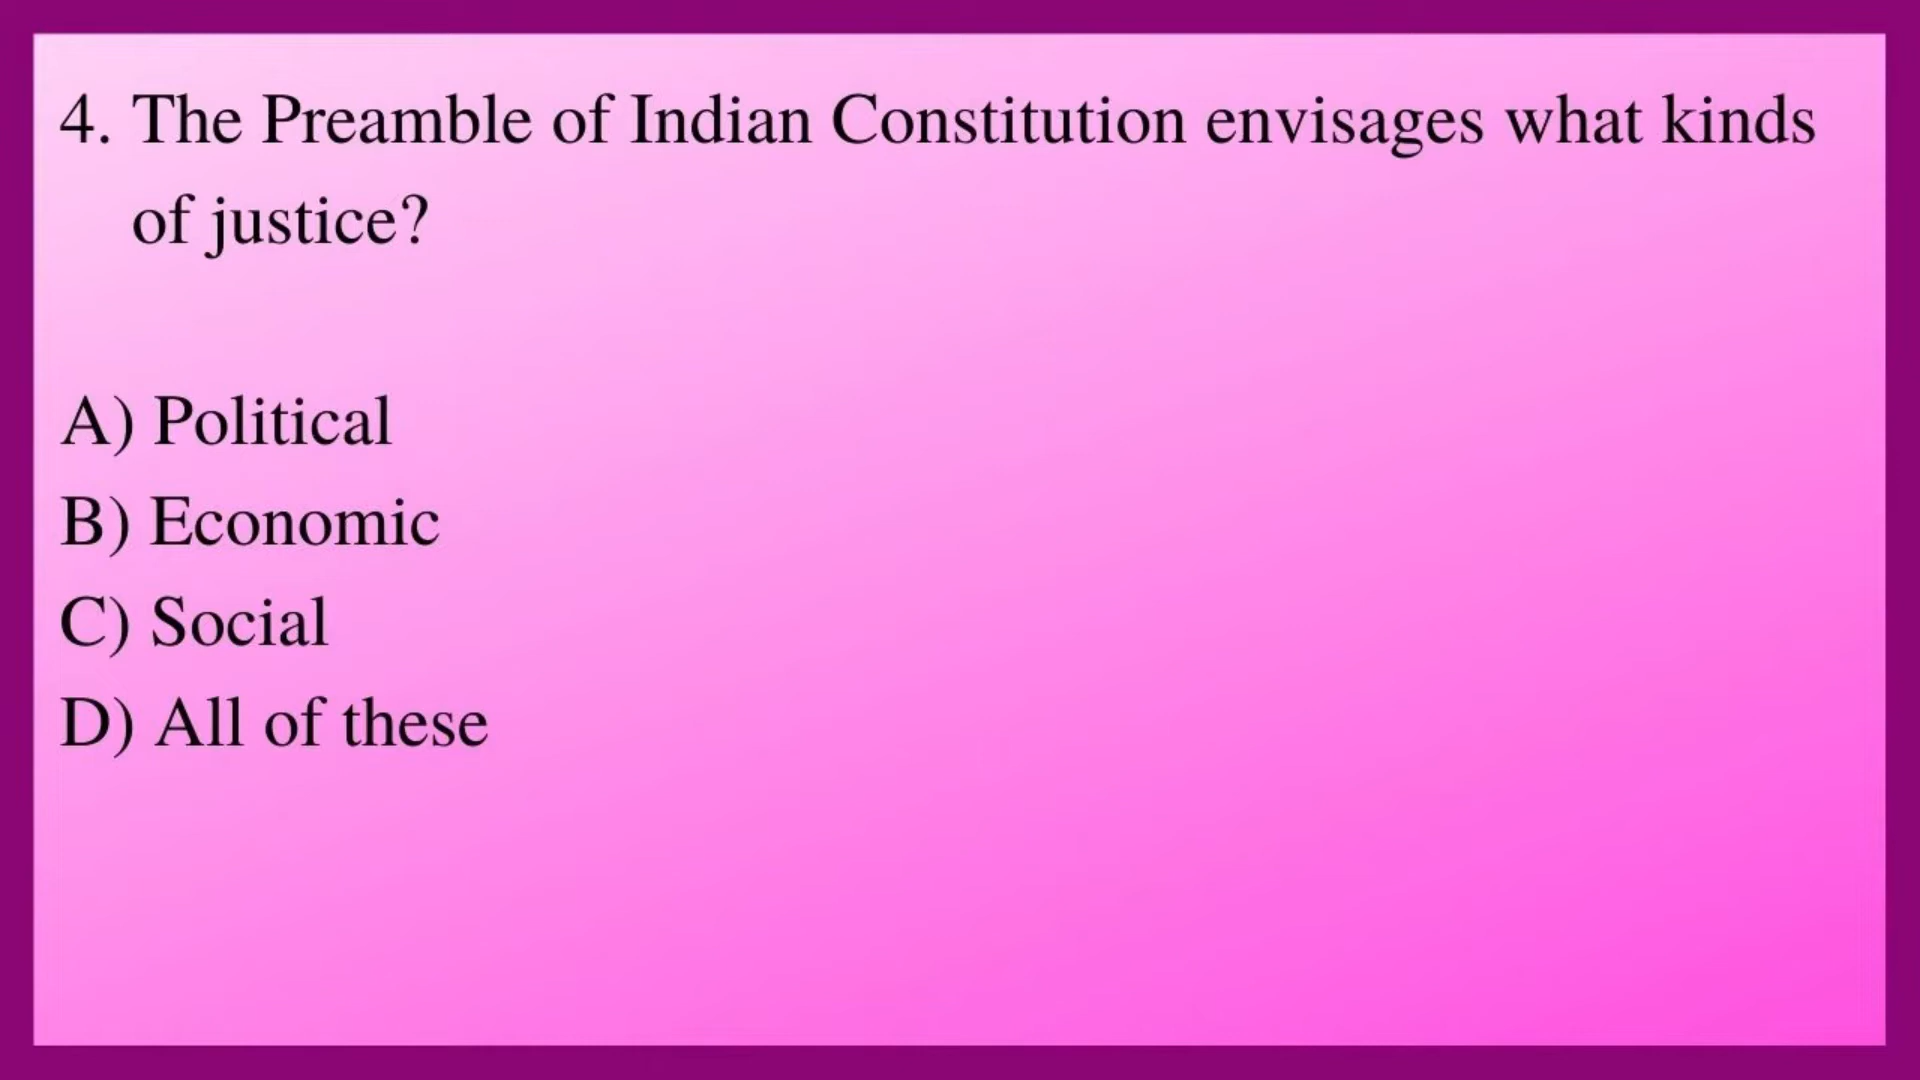 4. The Preamble of Indian Constitution envisages what kinds
of justice?
A) Political
B) Economic
C) Social
D) All of these